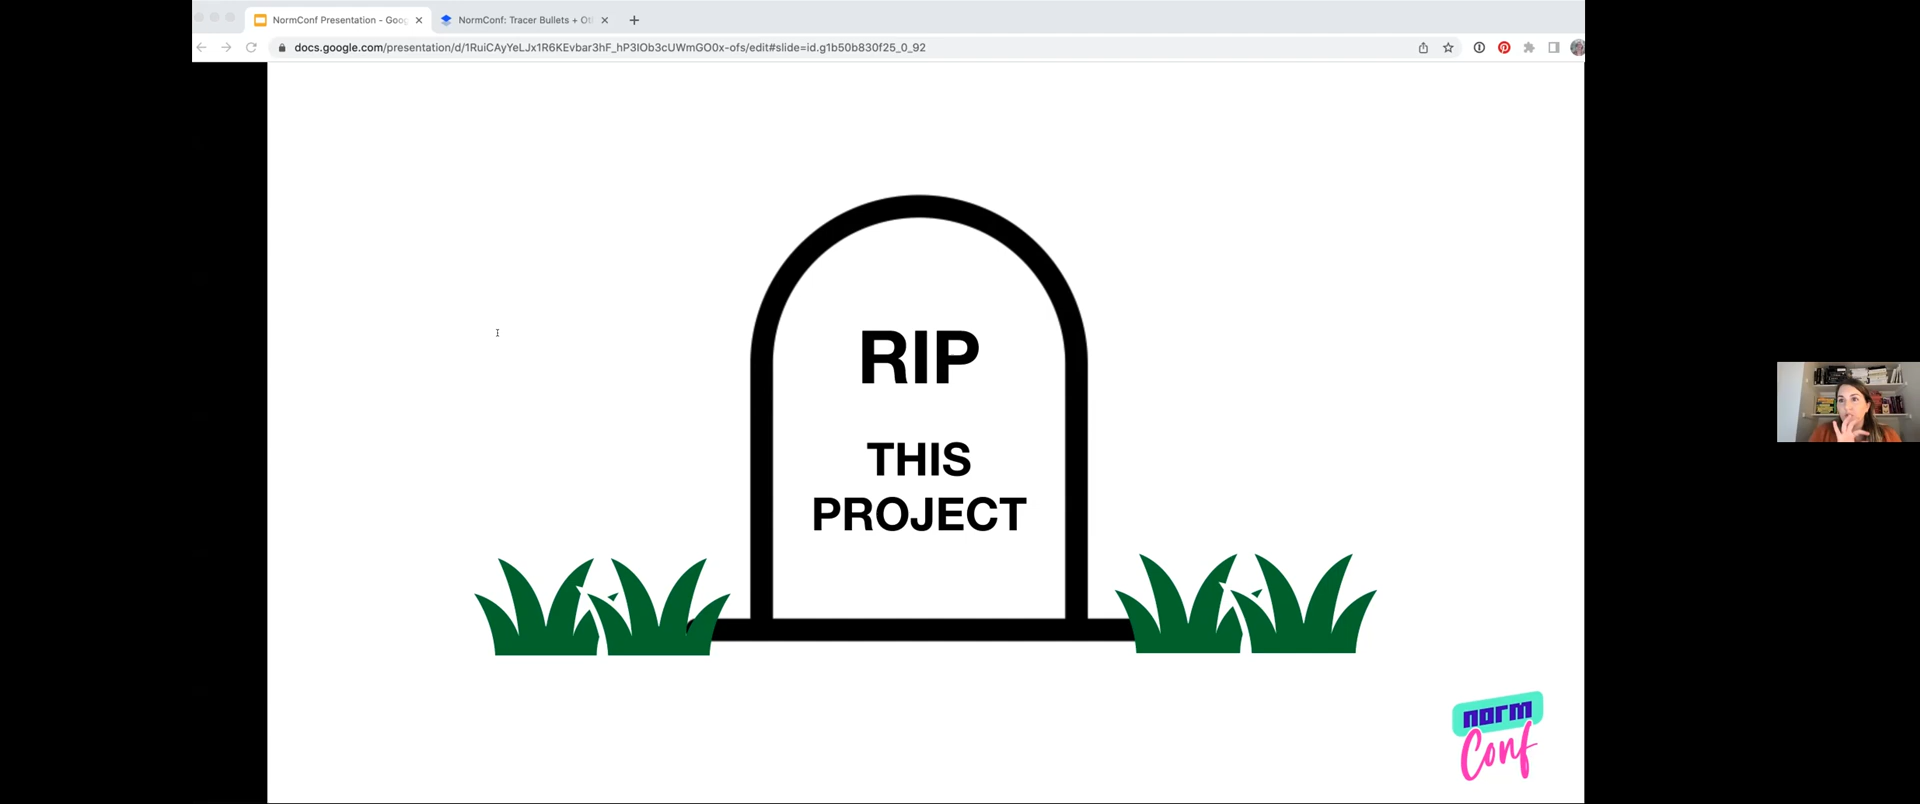 NormConf Presentation - Goog
NormConf: Tracer Bullets + Ot
docs.google.com/presentation/d/1RuiCAyYeLJx1R6KEvbar3hF_hP3IOb3cUWmGO0x-ofs/edit#slide=id.g1b50b830f25_0_92
RIP
THIS
PROJECT
norm
Conf